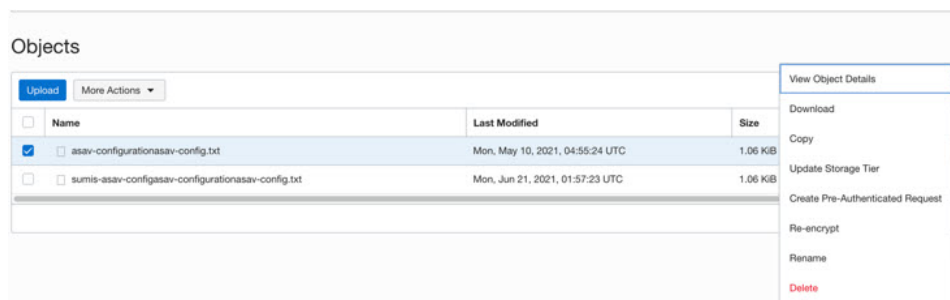 Objects
Upload
More Actions
Name Last Modified Size
asav-configurationasav-config.txt Mon, May 10, 2021, 04:55:24 UTC 1.06 KiB
sumis-asav-configasav-configurationasav-config.txt Mon, Jun 21, 2021, 01:57:23 UTC 1.06 KiB
View Object Details
Download
Copy
Update Storage Tier
Create Pre-Authenticated Request
Re-encrypt
Rename
Delete